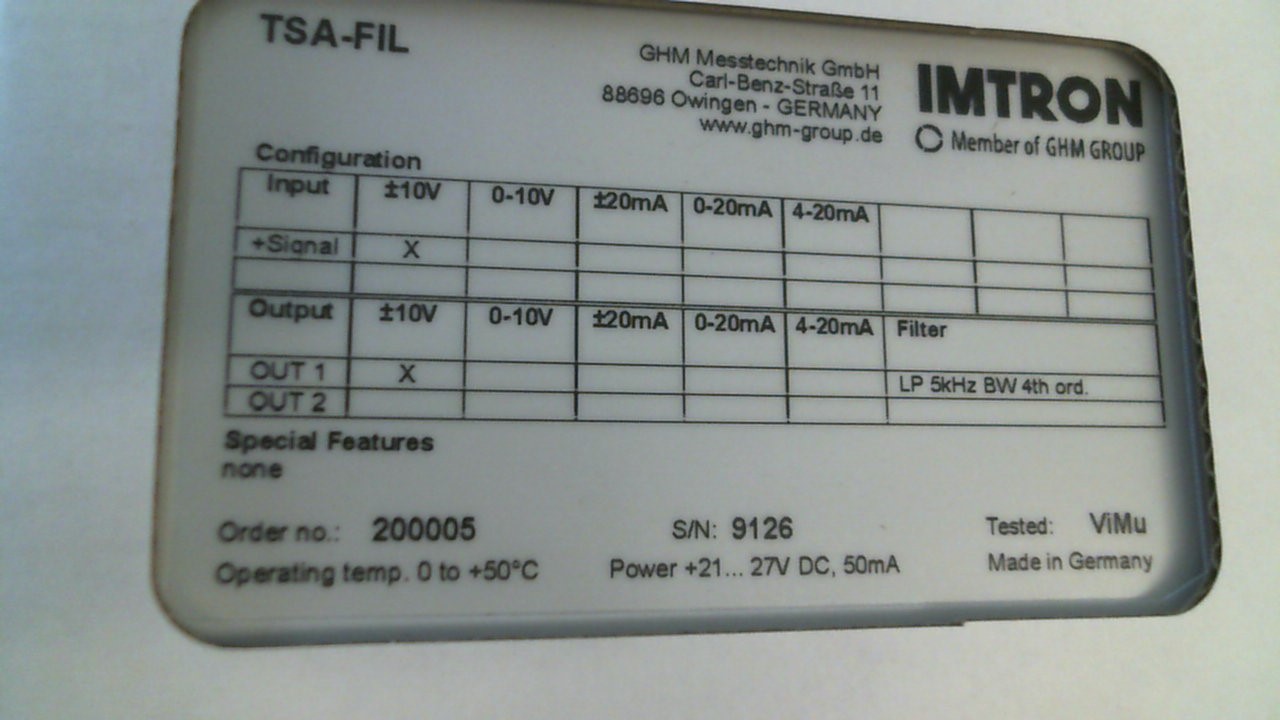 TSA-FIL
GHM Messtechnik GmbH
Carl-Benz-Straße 11
88696 Owingen - GERMANY
www.ghm-group.de
IMTRON
Member of GHM GROUP
Configuration
Input ±10V 0-10V ±20mA 0-20mA 4-20mA
+Signal X
Output ±10V 0-10V ±20mA 0-20mA 4-20mA Filter
OUT 1 X LP 5kHz BW 4th ord.
OUT 2
Special Features
none
Order no.: 200005 S/N: 9126 Tested: ViMu
Operating temp. 0 to +50°C Power +21... 27V DC, 50mA Made in Germany